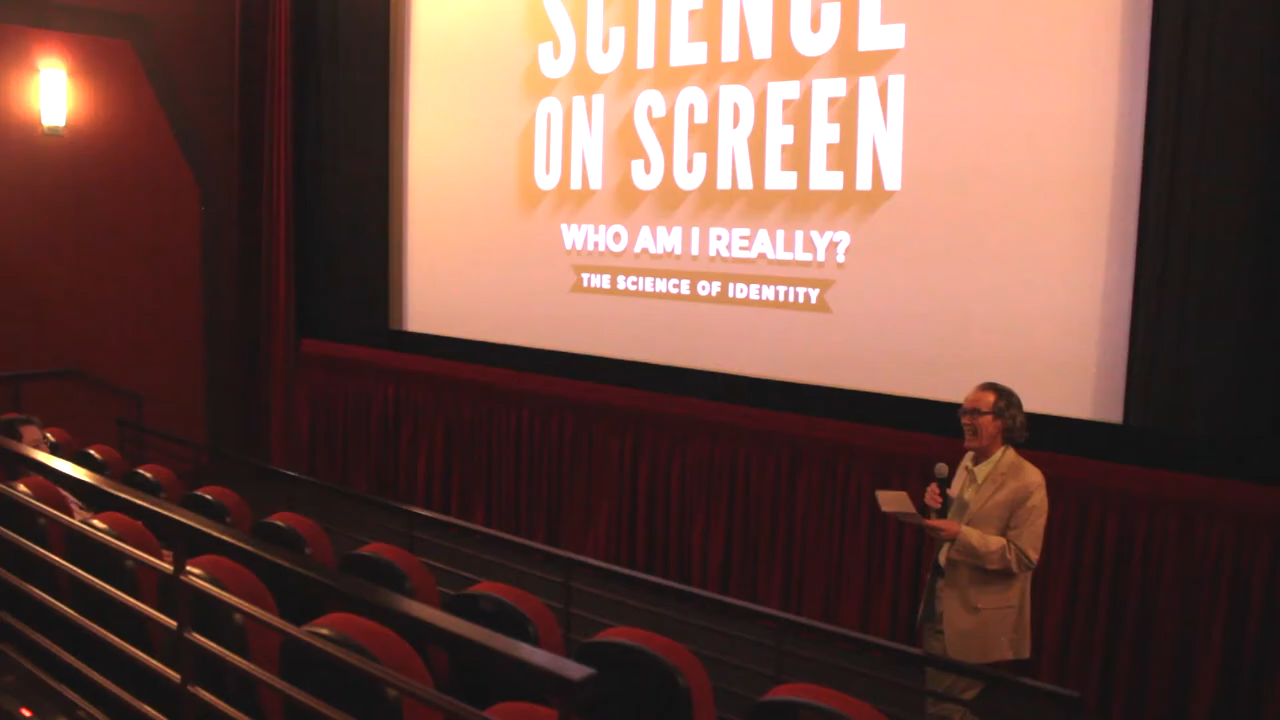 SCIENCE
ON SCREEN
WHO AM I REALLY?
THE SCIENCE OF IDENTITY